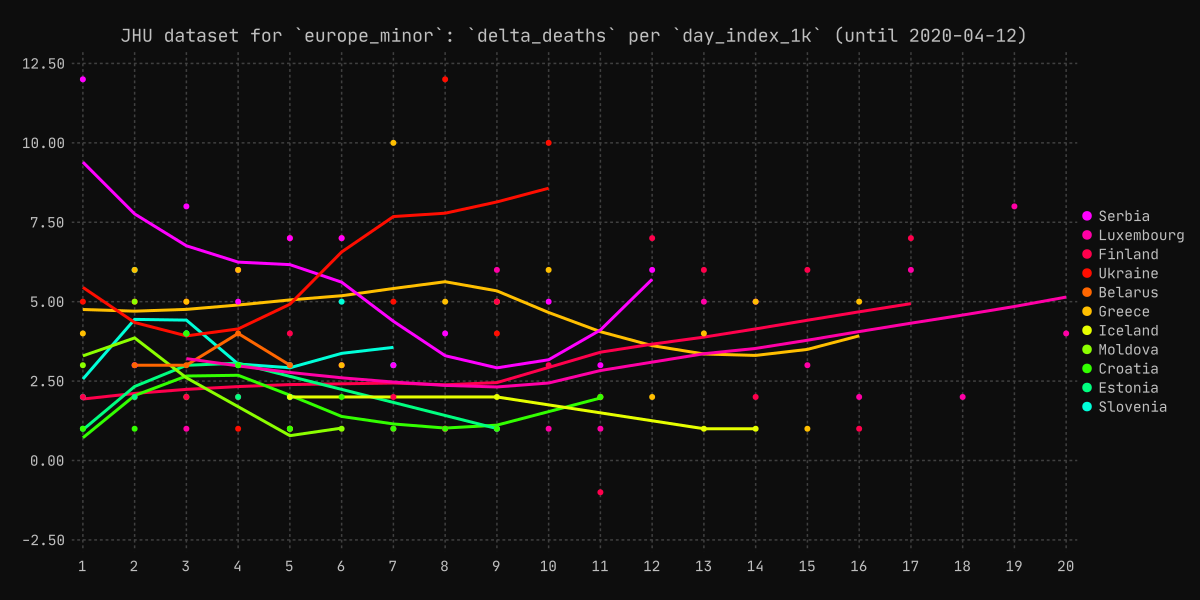 JHU dataset for `europe_minor`: `delta_deaths` per `day_index_1k` (until 2020-04-12)
12.50
10.00
7.50
5.00
2.50
0.00
-2.50
1 2 3 4 5 6 7 8 9 10 11 12 13 14 15 16 17 18 19 20
Serbia
Luxembourg
Finland
Ukraine
Belarus
Greece
Iceland
Moldova
Croatia
Estonia
Slovenia